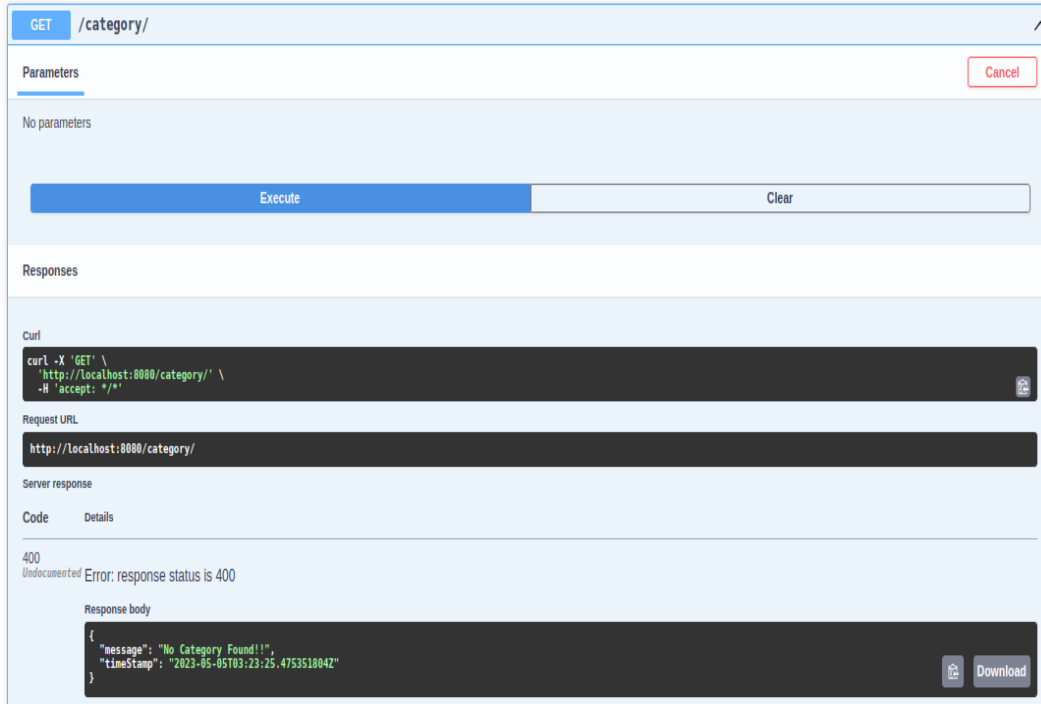 GET /category/
Parameters
Cancel
No parameters
Execute
Clear
Responses
Curl
curl -X 'GET' \
'http://localhost:8080/category/' \
-H 'accept: */*'
Request URL
http://localhost:8080/category/
Server response
Code Details
400
Undocumented Error: response status is 400
Response body
{
"message": "No Category Found!!",
"timeStamp": "2023-05-05T03:23:25.475351804Z"
}
Download